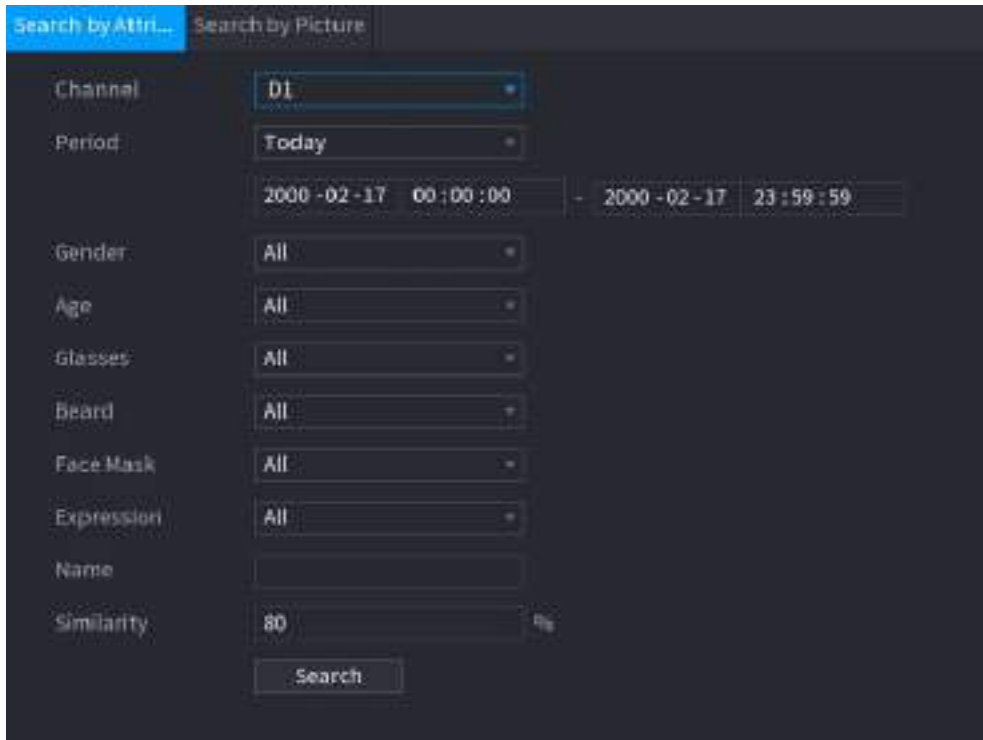 Search by Attri... Search by Picture
Channel D1
Period Today
2000 -02 -17 00 :00 :00 - 2000 -02 -17 23 :59 :59
Gender All
Age All
Glasses All
Beard All
Face Mask All
Expression All
Name
Similarity 80 %
Search